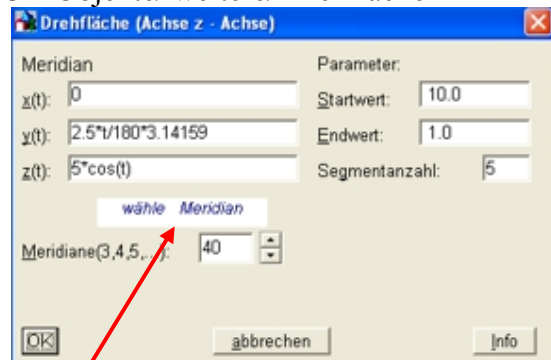 Drehfläche (Achse z - Achse)
Meridian
Parameter:
x(t): 0
Startwert: 10.0
y(t): 2.5*t/180*3.14159
Endwert: 1.0
z(t): 5*cos(t)
Segmentanzahl: 5
wähle Meridian
Meridiane(3,4,5,...): 40
OK
abbrechen
Info